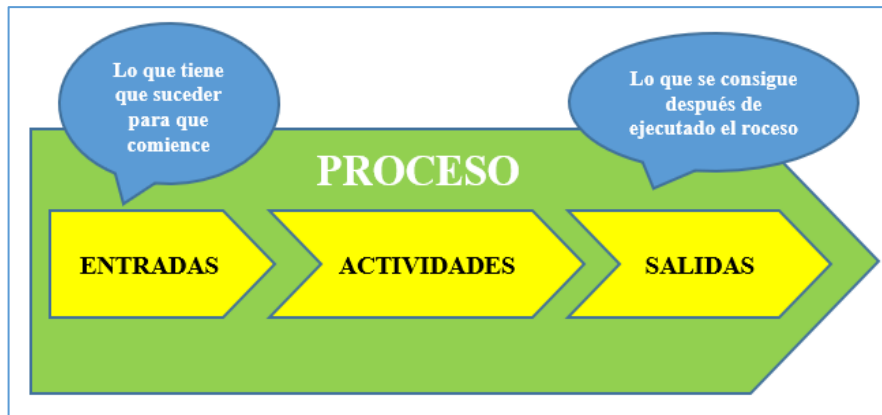 Lo que tiene
que suceder
para que
comience
Lo que se consigue
después de
ejecutado el roceso
PROCESO
ENTRADAS
ACTIVIDADES
SALIDAS